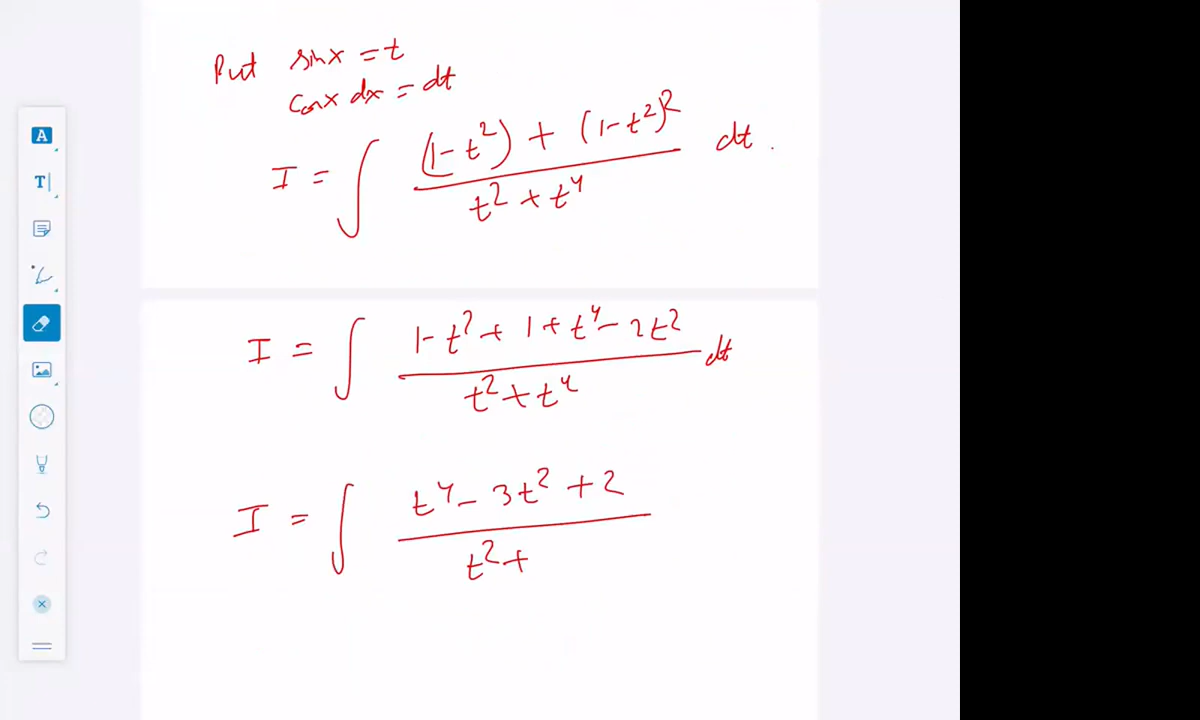 Put sinx = t
cosx dx = dt
I = ∫ (1-t²) + (1-t²)² / t² + t⁴ dt.
I = ∫ 1-t² + 1 + t⁴ - 2t² / t² + t⁴ dt
I = ∫ t⁴ - 3t² + 2 / t² +
A
T